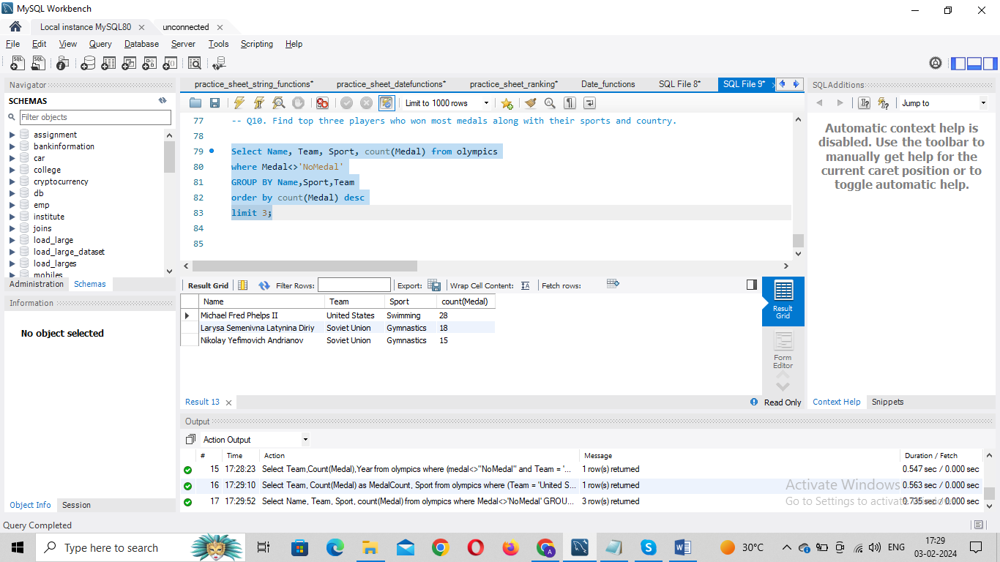 MySQL Workbench
Local instance MySQL80
unconnected
File Edit View Query Database Server Tools Scripting Help
Navigator
SCHEMAS
Filter objects
assignment
bankinformation
car
college
cryptocurrency
db
emp
institute
joins
load_large
load_large_dataset
load_larges
mobiles
Administration Schemas
Information
No object selected
Object Info Session
practice_sheet_string_functions* practice_sheet_datefunctions* practice_sheet_ranking* Date_functions SQL File 8* SQL File 9*
Limit to 1000 rows
77 -- Q10. Find top three players who won most medals along with their sports and country.
78
79 Select Name, Team, Sport, count(Medal) from olympics
80 where Medal<>'NoMedal'
81 GROUP BY Name,Sport,Team
82 order by count(Medal) desc
83 limit 3;
84
85
Result Grid Filter Rows: Export: Wrap Cell Content: Fetch rows:
Name Team Sport count(Medal)
Michael Fred Phelps II United States Swimming 28
Larysa Semenivna Latynina Diriy Soviet Union Gymnastics 18
Nikolay Yefimovich Andrianov Soviet Union Gymnastics 15
Result Grid
Form Editor
Result 13
Read Only
SQLAdditions
Jump to
Automatic context help is
disabled. Use the toolbar to
manually get help for the
current caret position or to
toggle automatic help.
Context Help Snippets
Output
Action Output
# Time Action Message Duration / Fetch
15 17:28:23 Select Team,Count(Medal),Year from olympics where (medal<>"NoMedal" and Team = '... 1 row(s) returned 0.547 sec / 0.000 sec
16 17:29:10 Select Team, Count(Medal) as MedalCount, Sport from olympics where (Team = 'United S... 1 row(s) returned 0.563 sec / 0.000 sec
17 17:29:52 Select Name, Team, Sport, count(Medal) from olympics where Medal<>'NoMedal' GROU... 3 row(s) returned 0.735 sec / 0.000 sec
Activate Windows
Go to Settings to activate Windows.
Query Completed
Type here to search
30°C
ENG
17:29
03-02-2024